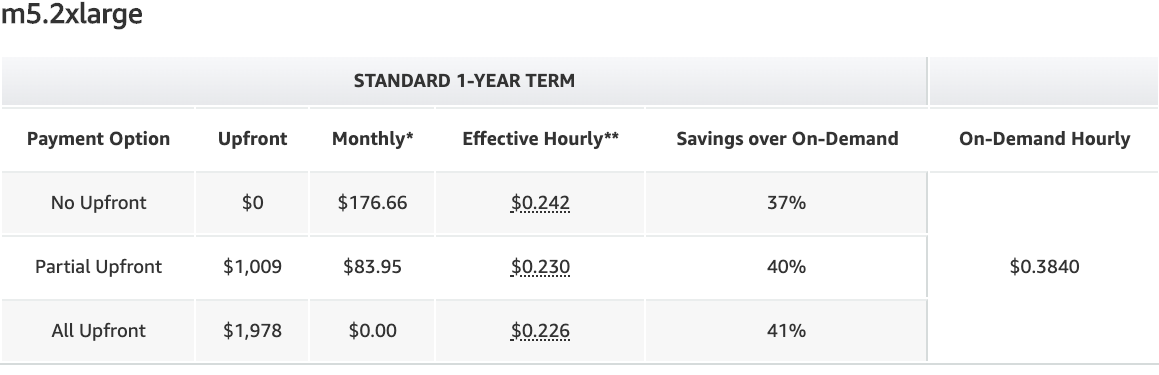 m5.2xlarge
STANDARD 1-YEAR TERM
Payment Option Upfront Monthly* Effective Hourly** Savings over On-Demand On-Demand Hourly
No Upfront $0 $176.66 $0.242 37%
Partial Upfront $1,009 $83.95 $0.230 40% $0.3840
All Upfront $1,978 $0.00 $0.226 41%